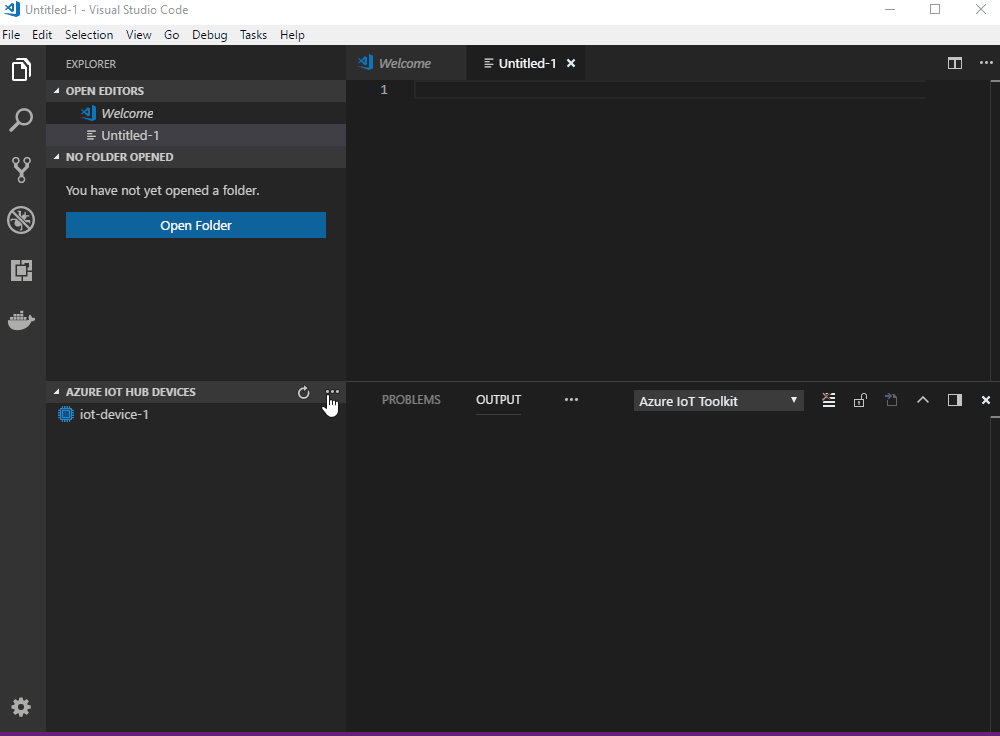 Untitled-1 - Visual Studio Code
File Edit Selection View Go Debug Tasks Help
EXPLORER
OPEN EDITORS
Welcome
Untitled-1
NO FOLDER OPENED
You have not yet opened a folder.
Open Folder
Welcome Untitled-1
1
AZURE IOT HUB DEVICES
iot-device-1
PROBLEMS OUTPUT Azure IoT Toolkit